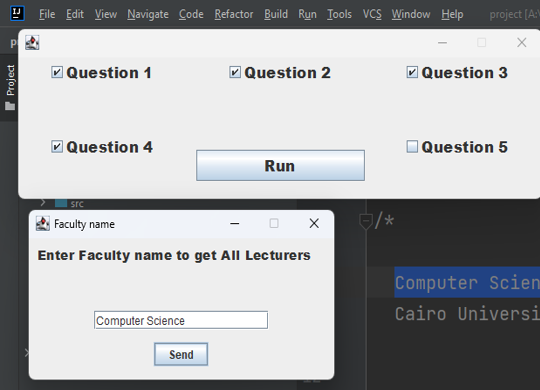 IJ File Edit View Navigate Code Refactor Build Run Tools VCS Window Help project [A:\
Project
Question 1 Question 2 Question 3
Question 4 Question 5
Run
src
Faculty name
Enter Faculty name to get All Lecturers
Computer Science
Send
/*
Computer Scien
Cairo Universi